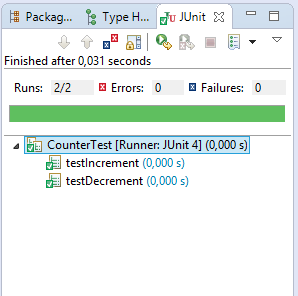 Packag... Type H... JUnit
Finished after 0,031 seconds
Runs: 2/2 Errors: 0 Failures: 0
CounterTest [Runner: JUnit 4] (0,000 s)
testIncrement (0,000 s)
testDecrement (0,000 s)